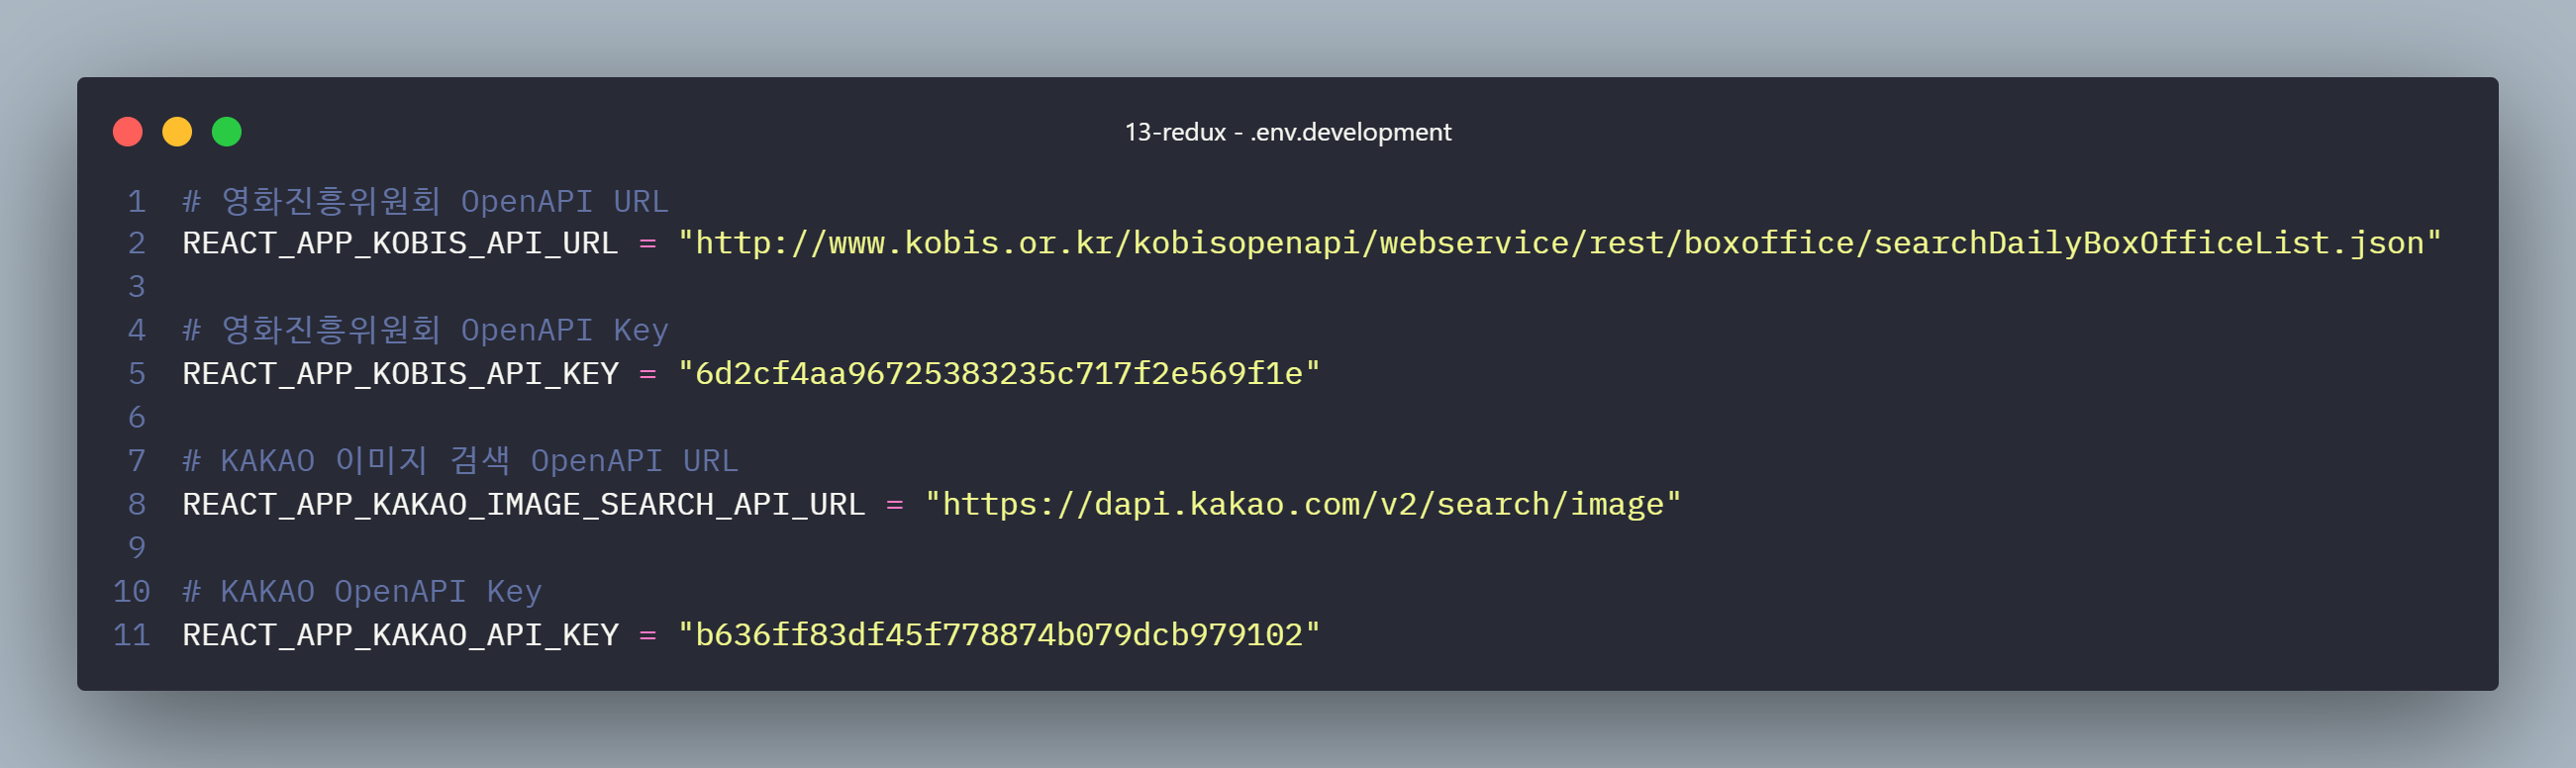 13-redux - .env.development
1 # 영화진흥위원회 OpenAPI URL
2 REACT_APP_KOBIS_API_URL = "http://www.kobis.or.kr/kobisopenapi/webservice/rest/boxoffice/searchDailyBoxOfficeList.json"
3
4 # 영화진흥위원회 OpenAPI Key
5 REACT_APP_KOBIS_API_KEY = "6d2cf4aa96725383235c717f2e569f1e"
6
7 # KAKAO 이미지 검색 OpenAPI URL
8 REACT_APP_KAKAO_IMAGE_SEARCH_API_URL = "https://dapi.kakao.com/v2/search/image"
9
10 # KAKAO OpenAPI Key
11 REACT_APP_KAKAO_API_KEY = "b636ff83df45f778874b079dcb979102"